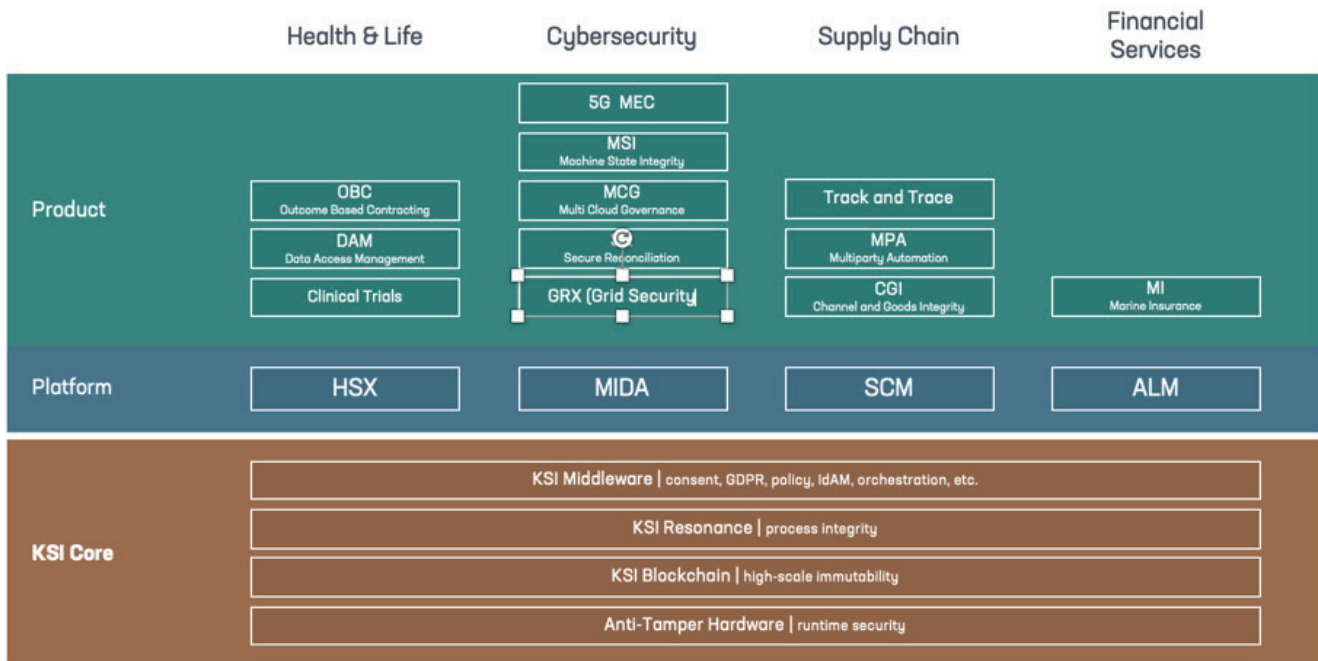 Health & Life
Cybersecurity
Supply Chain
Financial
Services
Product
5G MEC
MSI
Machine State Integrity
OBC
Outcome Based Contracting
MCG
Multi Cloud Governance
Track and Trace
DAM
Data Access Management
Secure Reconciliation
MPA
Multiparty Automation
Clinical Trials
GRX (Grid Security
CGI
Channel and Goods Integrity
MI
Marine Insurance
Platform
HSX
MIDA
SCM
ALM
KSI Core
KSI Middleware | consent, GDPR, policy, IdAM, orchestration, etc.
KSI Resonance | process integrity
KSI Blockchain | high-scale immutability
Anti-Tamper Hardware | runtime security